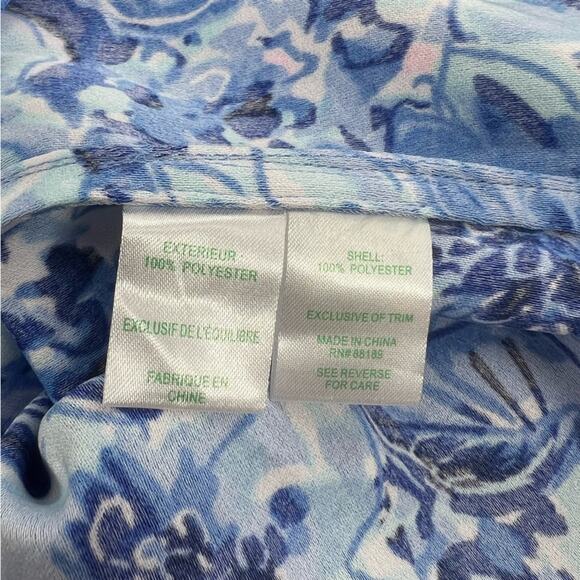 EXTERIEUR
100% POLYESTER
EXCLUSIF DE L'ÉQUILIBRE
FABRIQUE EN
CHINE
SHELL:
100% POLYESTER
EXCLUSIVE OF TRIM
MADE IN CHINA
RN# 88189
SEE REVERSE
FOR CARE